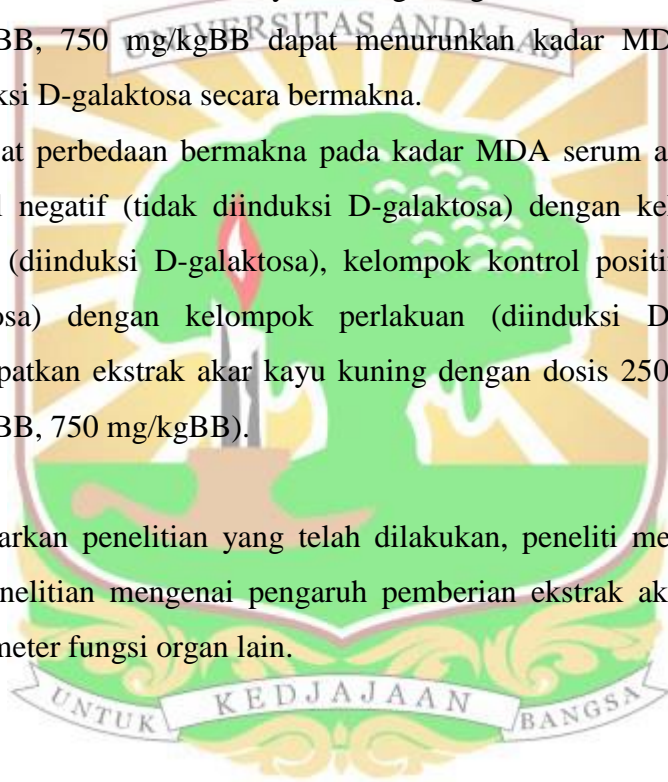 UNIVERSITAS ANDALAS
BB, 750 mg/kgBB dapat menurunkan kadar MD
ksi D-galaktosa secara bermakna.
at perbedaan bermakna pada kadar MDA serum a
l negatif (tidak diinduksi D-galaktosa) dengan ke
(diinduksi D-galaktosa), kelompok kontrol positi
osa) dengan kelompok perlakuan (diinduksi D
patkan ekstrak akar kayu kuning dengan dosis 250
BB, 750 mg/kgBB).
arkan penelitian yang telah dilakukan, peneliti me
enelitian mengenai pengaruh pemberian ekstrak ak
meter fungsi organ lain.
UNTUK KEDJAJAAN BANGSA